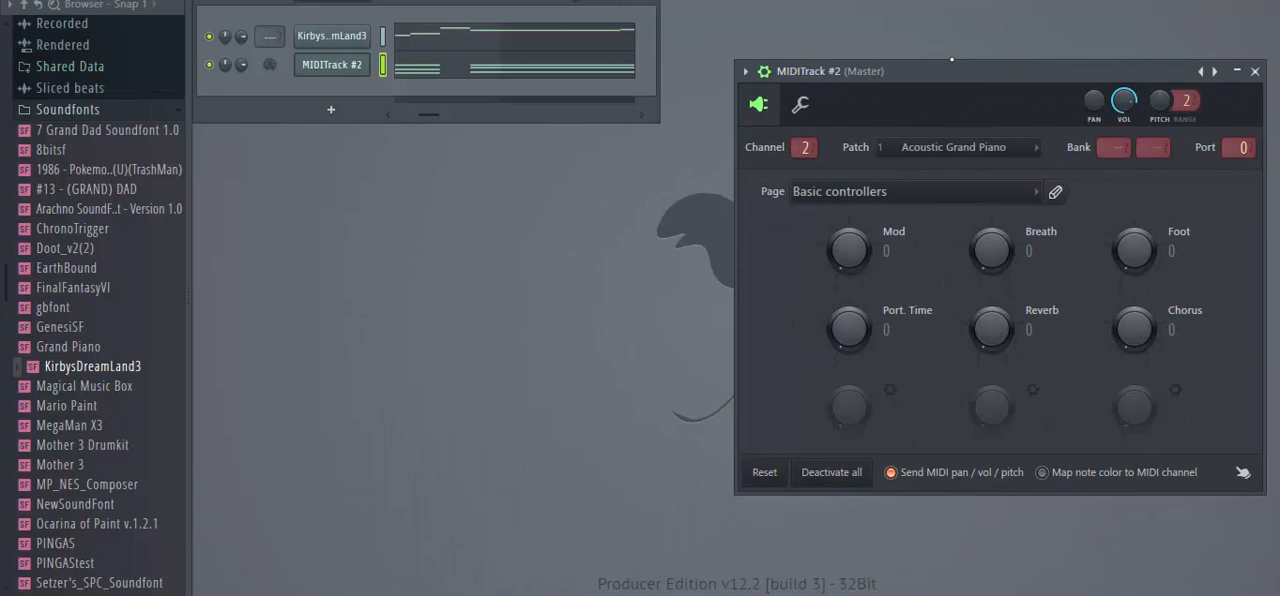 Browser - Snap 1
Recorded
Rendered
Shared Data
Sliced beats
Soundfonts
7 Grand Dad Soundfont 1.0
8bitsf
1986 - Pokemo..(U)(TrashMan)
#13 - (GRAND) DAD
Arachno SoundF..t - Version 1.0
ChronoTrigger
Doot_v2(2)
EarthBound
FinalFantasyVI
gbfont
GenesiSF
Grand Piano
KirbysDreamLand3
Magical Music Box
Mario Paint
MegaMan X3
Mother 3 Drumkit
Mother 3
MP_NES_Composer
NewSoundFont
Ocarina of Paint v.1.2.1
PINGAS
PINGAStest
Setzer's_SPC_Soundfont
--- Kirbys..mLand3
MIDITrack #2
+
MIDITrack #2 (Master)
2
PAN VOL PITCH RANGE
Channel 2 Patch 1 Acoustic Grand Piano Bank --- --- Port 0
Page Basic controllers
Mod 0 Breath 0 Foot 0
Port. Time 0 Reverb 0 Chorus 0
Reset Deactivate all Send MIDI pan / vol / pitch Map note color to MIDI channel
Producer Edition v12.2 [build 3] - 32Bit